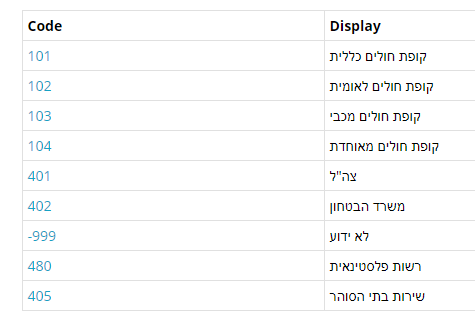 Code Display
101 קופת חולים כללית
102 קופת חולים לאומית
103 קופת חולים מכבי
104 קופת חולים מאוחדת
401 צה"ל
402 משרד הבטחון
-999 לא ידוע
480 רשות פלסטינאית
405 שירות בתי הסוהר